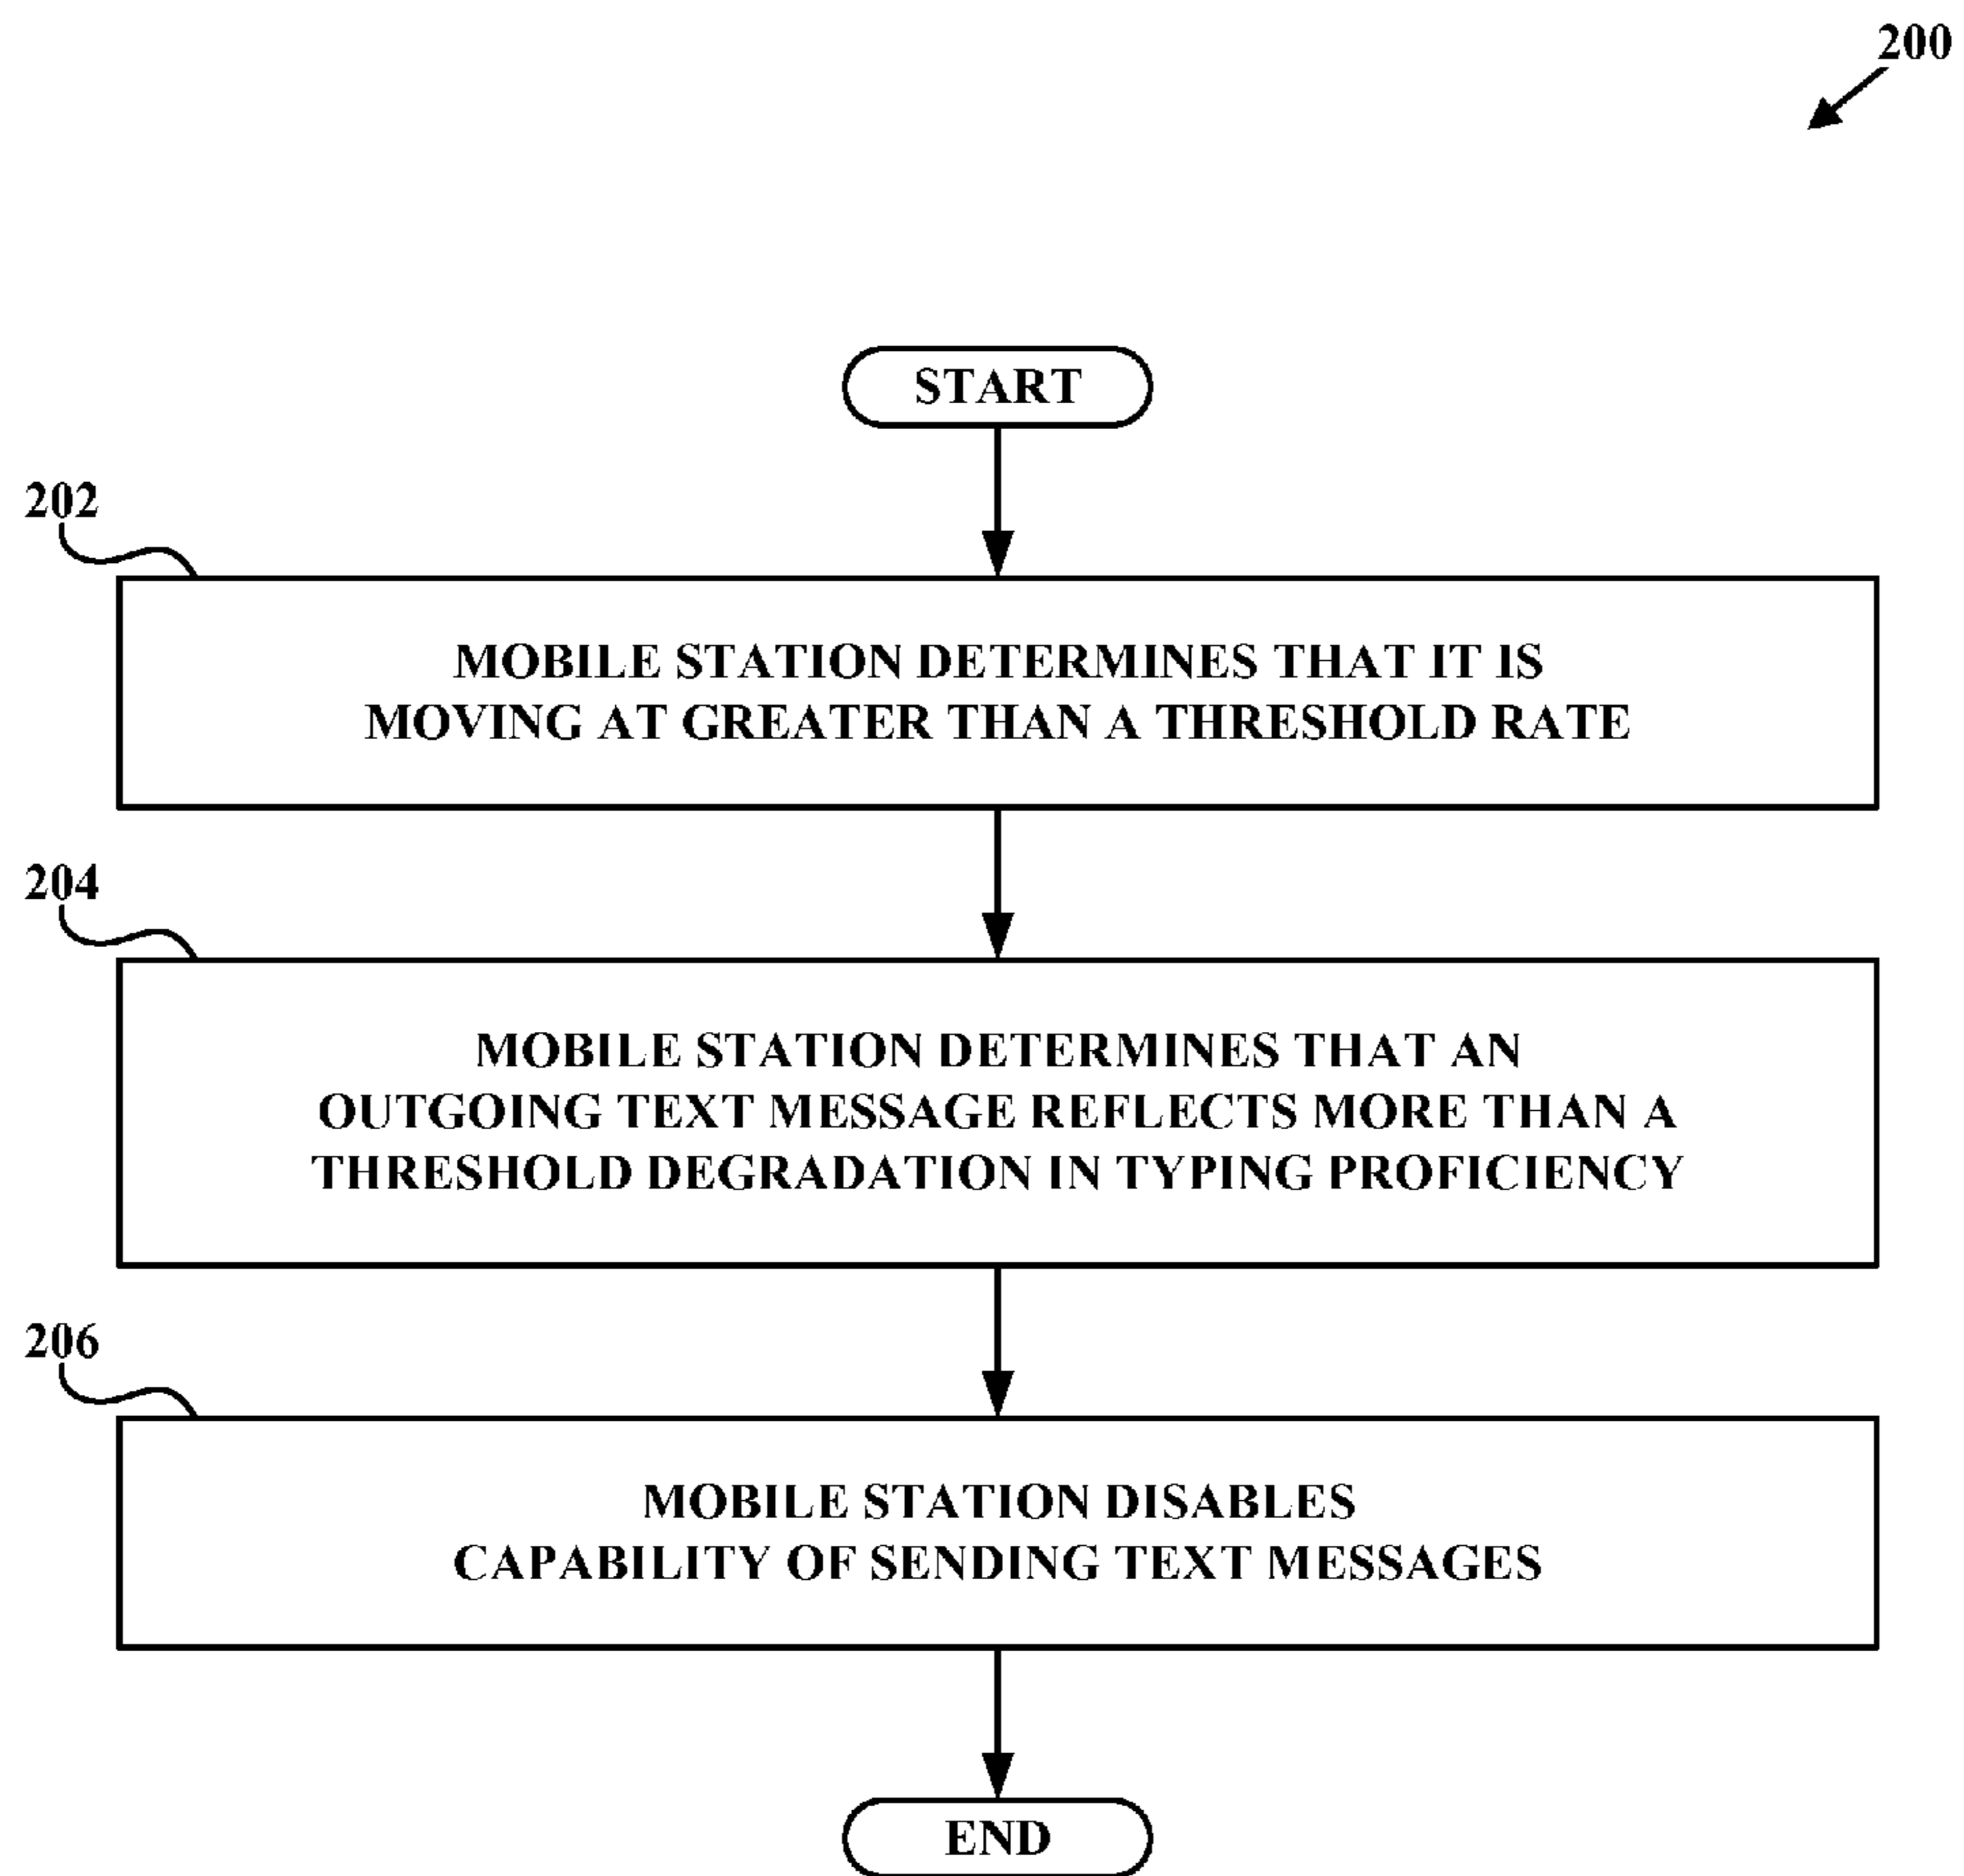 200
START
202
MOBILE STATION DETERMINES THAT IT IS
MOVING AT GREATER THAN A THRESHOLD RATE
204
MOBILE STATION DETERMINES THAT AN
OUTGOING TEXT MESSAGE REFLECTS MORE THAN A
THRESHOLD DEGRADATION IN TYPING PROFICIENCY
206
MOBILE STATION DISABLES
CAPABILITY OF SENDING TEXT MESSAGES
END